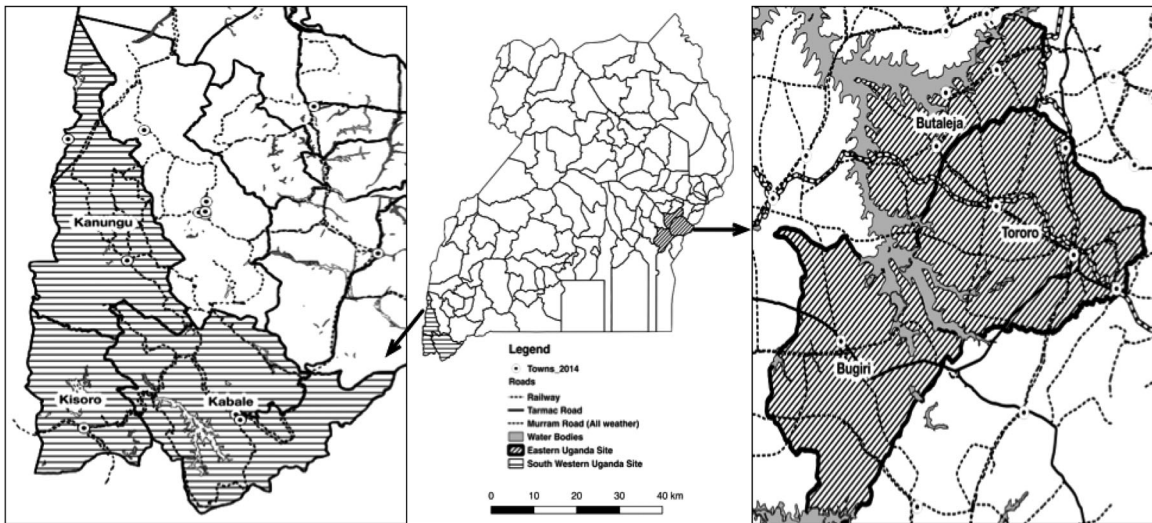 Kanungu
Kisoro
Kabale
Legend
Towns_2014
Roads
Railway
Tarmac Road
Murram Road (All weather)
Water Bodies
Eastern Uganda Site
South Western Uganda Site
0 10 20 30 40 km
Butaleja
Tororo
Bugiri